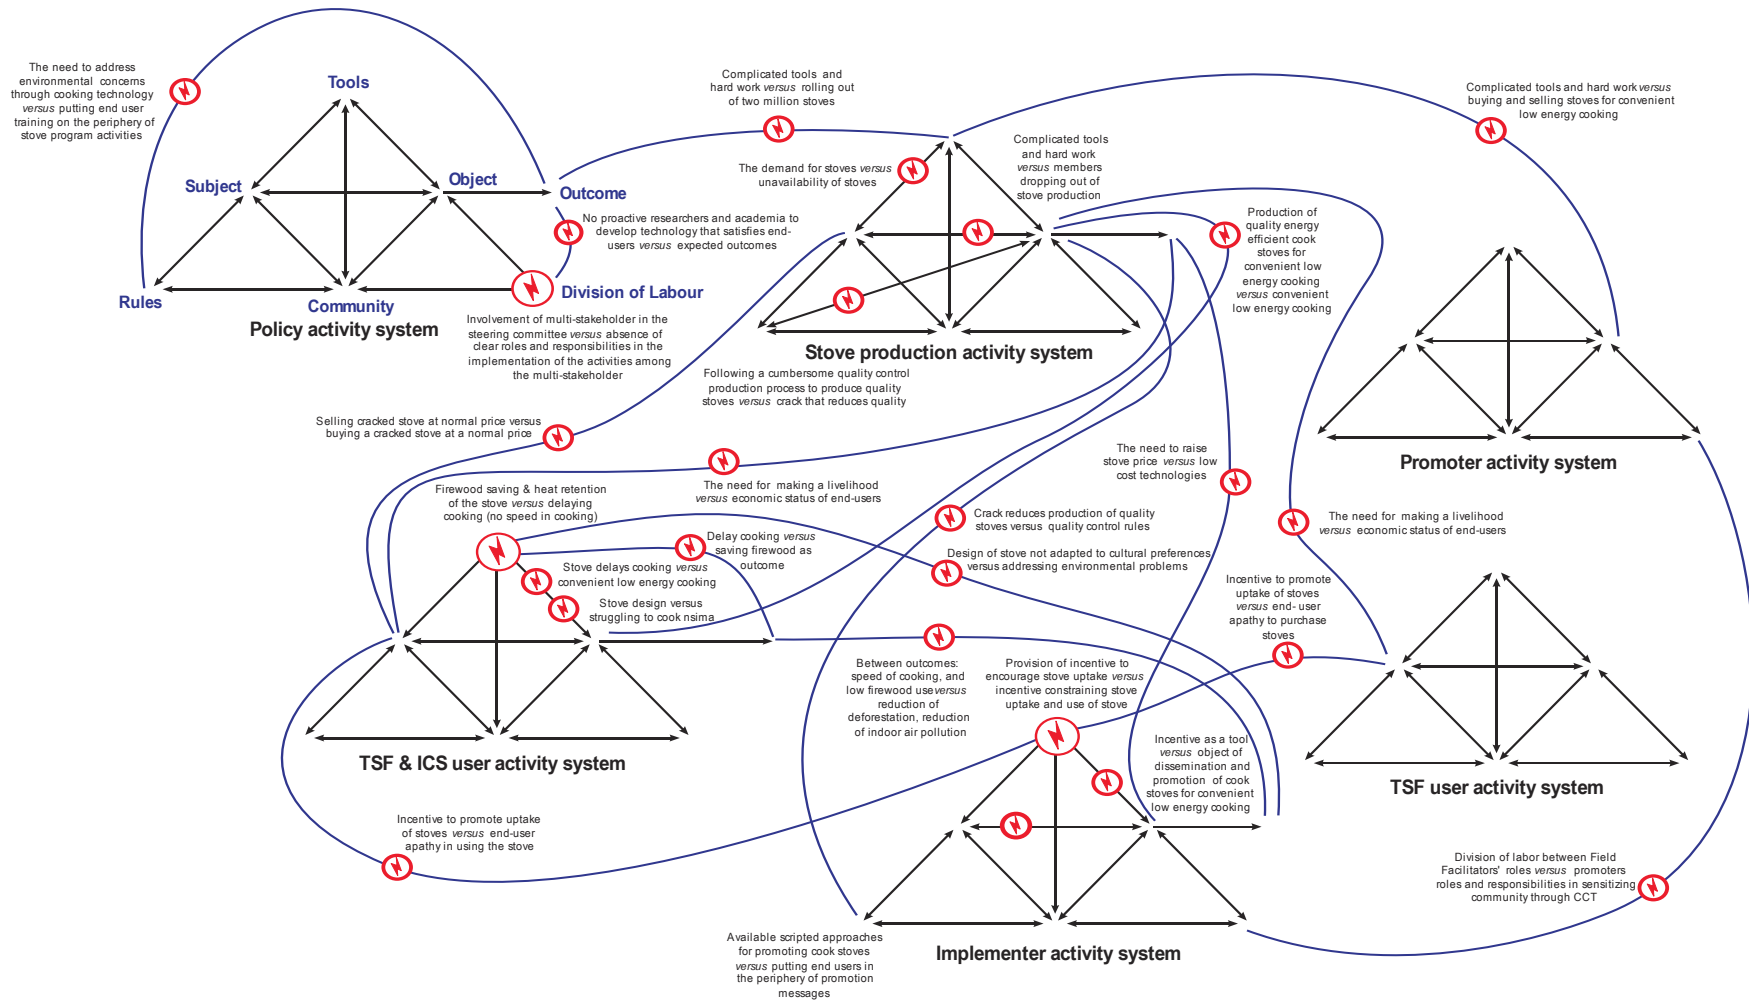 The need to address
environmental concerns
through cooking technology
versus putting end user
training on the periphery of
stove program activities
Tools
Subject
Object
Outcome
Rules
Community
Division of Labour
Policy activity system
No proactive researchers and academia to
develop technology that satisfies end-
users versus expected outcomes
Involvement of multi-stakeholder in the
steering committee versus absence of
clear roles and responsibilities in the
implementation of the activities among
the multi-stakeholder
Complicated tools and
hard work versus rolling out
of two million stoves
The demand for stoves versus
unavailability of stoves
Complicated tools
and hard work
versus members
dropping out of
stove production
Stove production activity system
Following a cumbersome quality control
production process to produce quality
stoves versus crack that reduces quality
Production of
quality energy
efficient cook
stoves for
convenient low
energy cooking
versus convenient
low energy cooking
Complicated tools and hard work versus
buying and selling stoves for convenient
low energy cooking
Promoter activity system
Selling cracked stove at normal price versus
buying a cracked stove at a normal price
The need for making a livelihood
versus economic status of end-users
The need to raise
stove price versus low
cost technologies
The need for making a livelihood
versus economic status of end-users
Firewood saving & heat retention
of the stove versus delaying
cooking (no speed in cooking)
Delay cooking versus
saving firewood as
outcome
Stove delays cooking versus
convenient low energy cooking
Stove design versus
struggling to cook nsima
Crack reduces production of quality
stoves versus quality control rules
Design of stove not adapted to cultural preferences
versus addressing environmental problems
Incentive to promote
uptake of stoves
versus end- user
apathy to purchase
stoves
TSF & ICS user activity system
Between outcomes:
speed of cooking, and
low firewood use versus
reduction of
deforestation, reduction
of indoor air pollution
Provision of incentive to
encourage stove uptake versus
incentive constraining stove
uptake and use of stove
Incentive as a tool
versus object of
dissemination and
promotion of cook
stoves for convenient
low energy cooking
TSF user activity system
Incentive to promote uptake
of stoves versus end-user
apathy in using the stove
Division of labor between Field
Facilitators' roles versus promoters
roles and responsibilities in sensitizing
community through CCT
Available scripted approaches
for promoting cook stoves
versus putting end users in
the periphery of promotion
messages
Implementer activity system